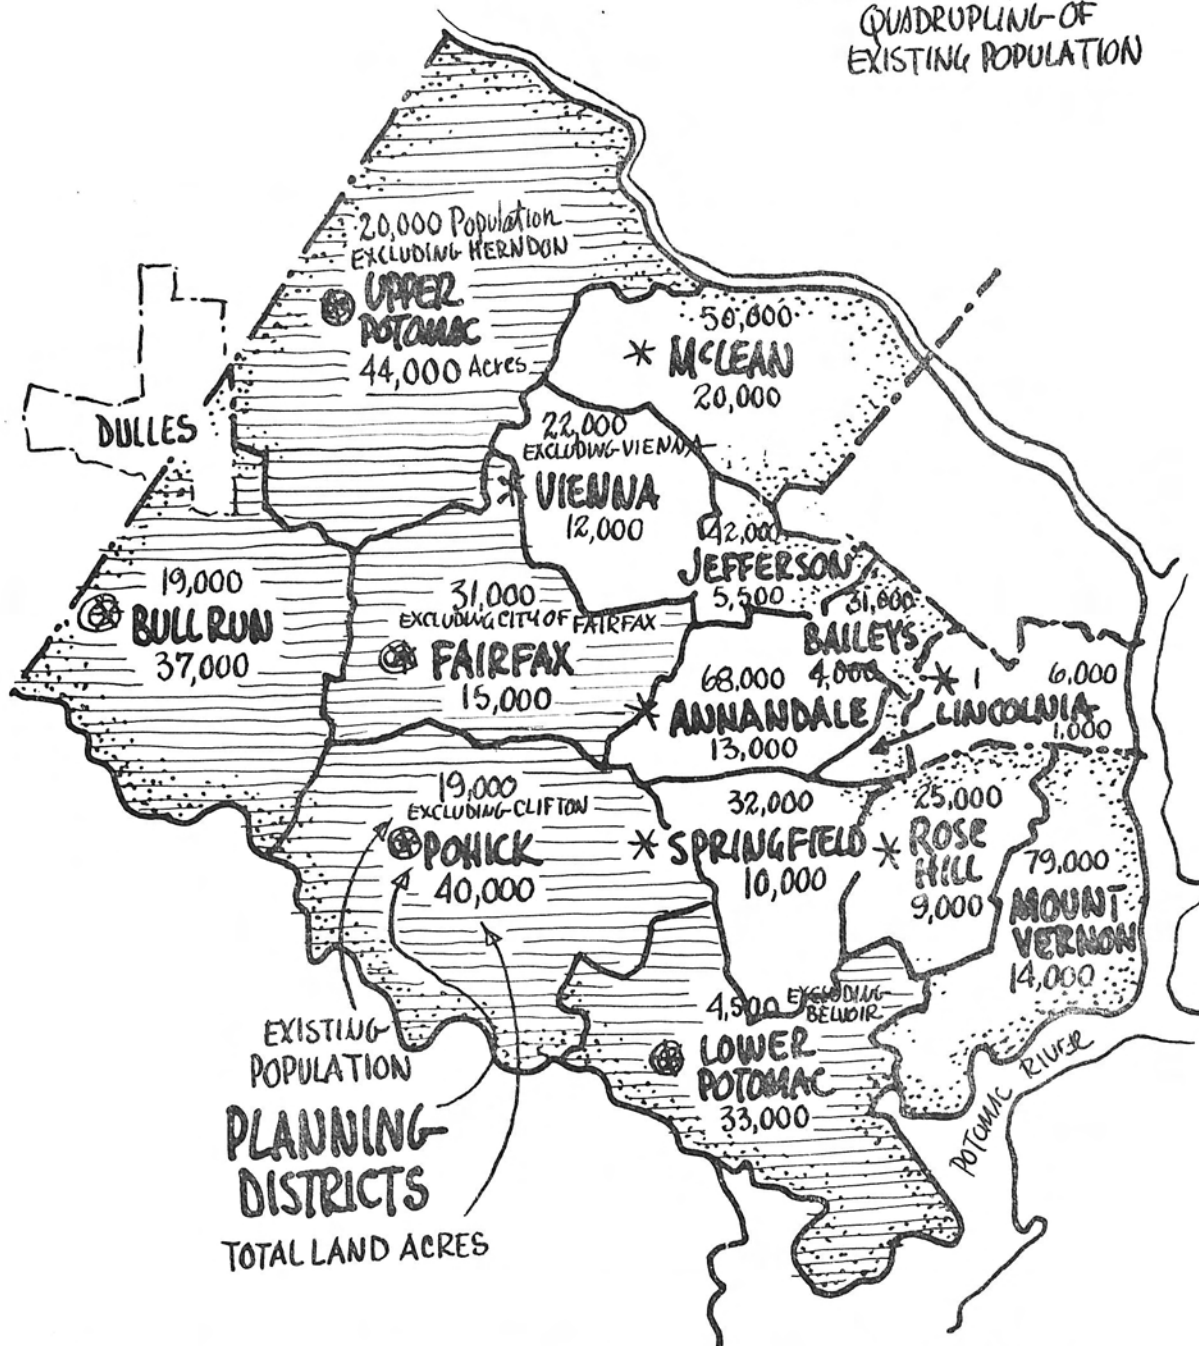 QUADRUPLING OF
EXISTING POPULATION
20,000 Population
EXCLUDING HERNDON
UPPER
POTOMAC
44,000 Acres
50,000
McLEAN
20,000
DULLES
22,000
EXCLUDING VIENNA
VIENNA
12,000
42,000
JEFFERSON
5,500
19,000
BULL RUN
37,000
31,000
EXCLUDING CITY OF FAIRFAX
FAIRFAX
15,000
31,000
BAILEYS
4,000
68,000
ANNANDALE
13,000
6,000
LINCOLNIA
1,000
19,000
EXCLUDING CLIFTON
POHICK
40,000
32,000
SPRINGFIELD
10,000
25,000
ROSE
HILL
9,000
79,000
MOUNT
VERNON
14,000
4,500 EXCLUDING
BELVOIR
LOWER
POTOMAC
33,000
EXISTING
POPULATION
PLANNING
DISTRICTS
TOTAL LAND ACRES
POTOMAC RIVER